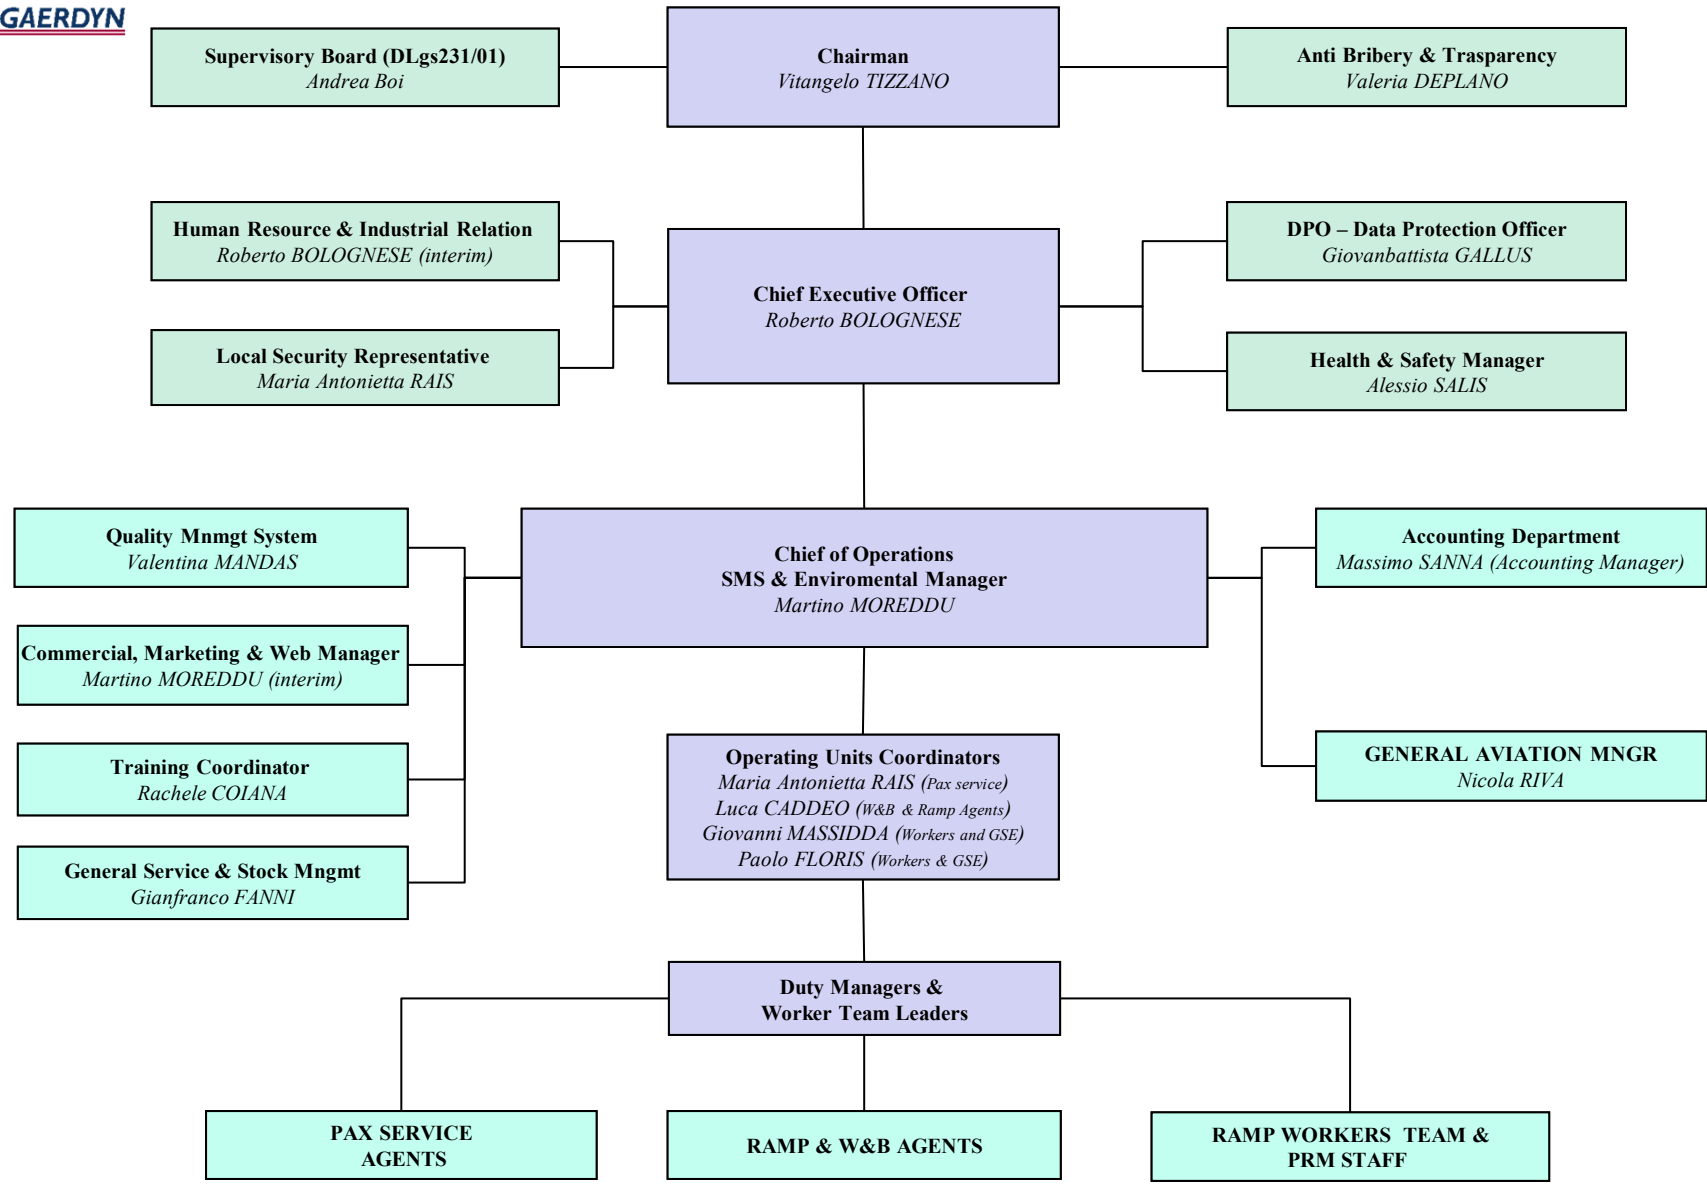 GAERDYN
Supervisory Board (DLgs231/01)
Andrea Boi
Chairman
Vitangelo TIZZANO
Anti Bribery & Trasparency
Valeria DEPLANO
Human Resource & Industrial Relation
Roberto BOLOGNESE (interim)
DPO – Data Protection Officer
Giovanbattista GALLUS
Chief Executive Officer
Roberto BOLOGNESE
Local Security Representative
Maria Antonietta RAIS
Health & Safety Manager
Alessio SALIS
Quality Mnmgt System
Valentina MANDAS
Chief of Operations
SMS & Enviromental Manager
Martino MOREDDU
Accounting Department
Massimo SANNA (Accounting Manager)
Commercial, Marketing & Web Manager
Martino MOREDDU (interim)
Training Coordinator
Rachele COIANA
Operating Units Coordinators
Maria Antonietta RAIS (Pax service)
Luca CADDEO (W&B & Ramp Agents)
Giovanni MASSIDDA (Workers and GSE)
Paolo FLORIS (Workers & GSE)
GENERAL AVIATION MNGR
Nicola RIVA
General Service & Stock Mngmt
Gianfranco FANNI
Duty Managers &
Worker Team Leaders
PAX SERVICE
AGENTS
RAMP & W&B AGENTS
RAMP WORKERS TEAM &
PRM STAFF